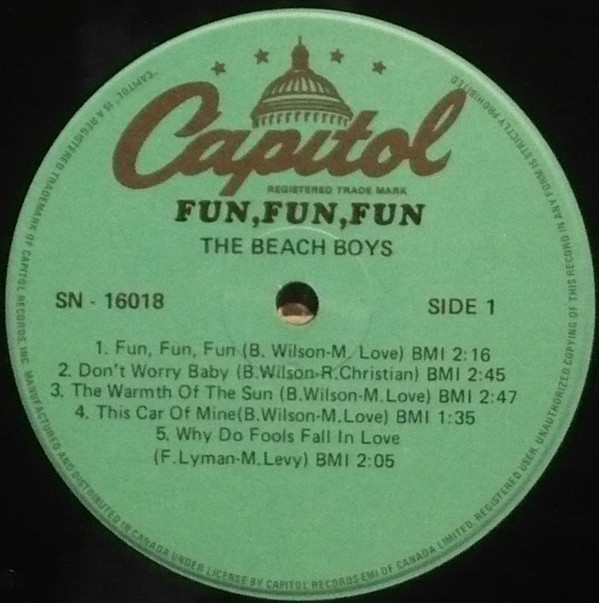 Capitol
REGISTERED TRADE MARK
FUN,FUN,FUN
THE BEACH BOYS
SN - 16018
SIDE 1
1. Fun, Fun, Fun (B. Wilson-M. Love) BMI 2:16
2. Don't Worry Baby (B.Wilson-R.Christian) BMI 2:45
3. The Warmth Of The Sun (B.Wilson-M.Love) BMI 2:47
4. This Car Of Mine(B.Wilson-M.Love) BMI 1:35
5. Why Do Fools Fall In Love
(F.Lyman-M.Levy) BMI 2:05
"CAPITOL" IS A REGISTERED TRADEMARK OF CAPITOL RECORDS, INC. MANUFACTURED AND DISTRIBUTED IN CANADA UNDER LICENSE BY CAPITOL RECORDS-EMI OF CANADA LIMITED, REGISTERED USER. UNAUTHORIZED COPYING OF THIS RECORD IN ANY FORM IS STRICTLY PROHIBITED